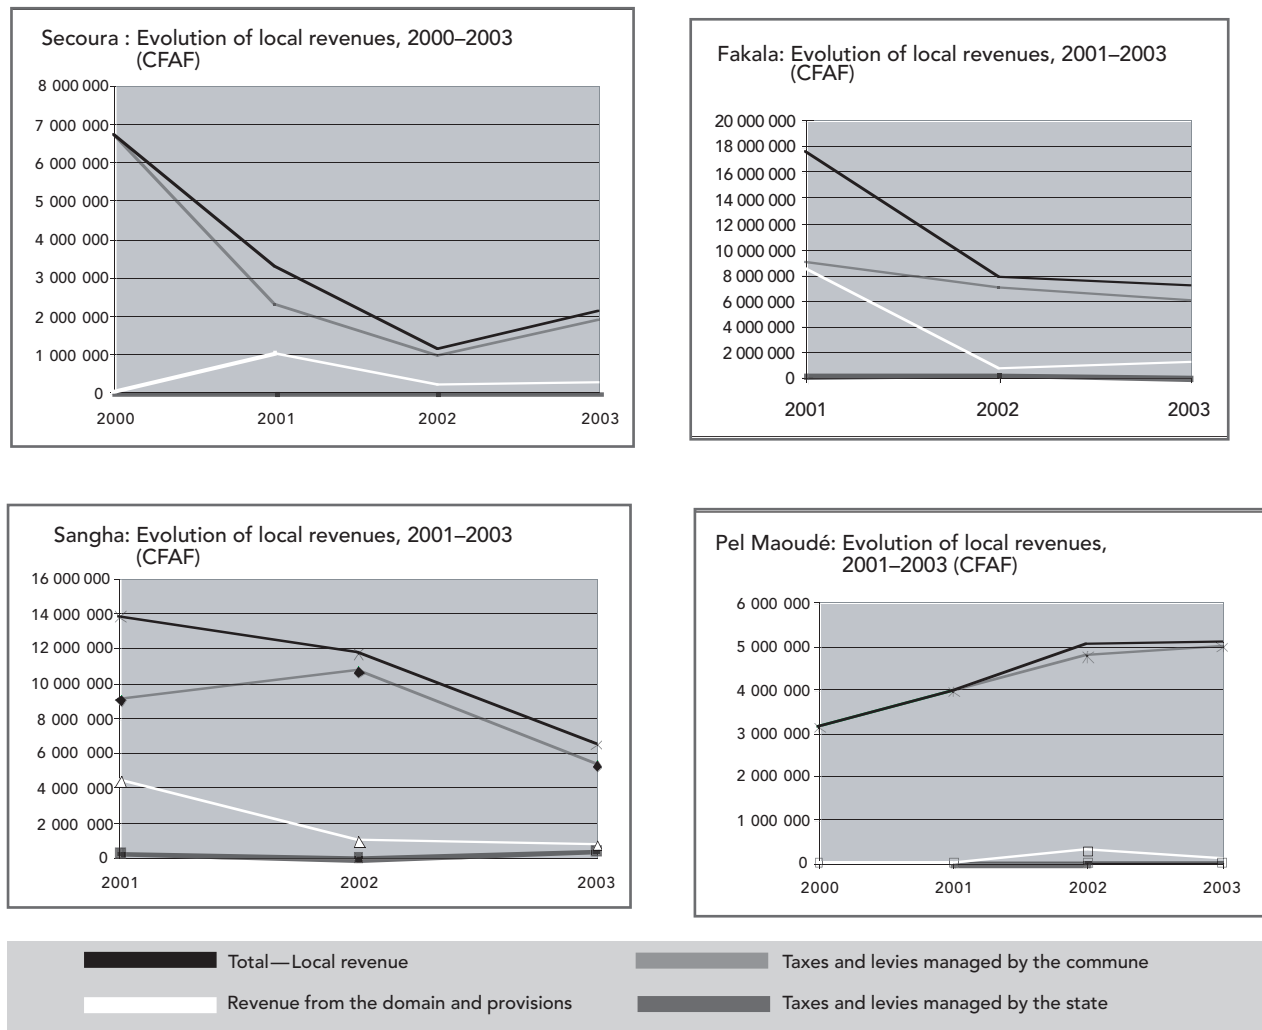 Secoura : Evolution of local revenues, 2000–2003
(CFAF)
8 000 000
7 000 000
6 000 000
5 000 000
4 000 000
3 000 000
2 000 000
1 000 000
0
2000 2001 2002 2003
Fakala: Evolution of local revenues, 2001–2003
(CFAF)
20 000 000
18 000 000
16 000 000
14 000 000
12 000 000
10 000 000
8 000 000
6 000 000
4 000 000
2 000 000
0
2001 2002 2003
Sangha: Evolution of local revenues, 2001–2003
(CFAF)
16 000 000
14 000 000
12 000 000
10 000 000
8 000 000
6 000 000
4 000 000
2 000 000
0
2001 2002 2003
Pel Maoudé: Evolution of local revenues,
2001–2003 (CFAF)
6 000 000
5 000 000
4 000 000
3 000 000
2 000 000
1 000 000
0
2000 2001 2002 2003
Total—Local revenue
Taxes and levies managed by the commune
Revenue from the domain and provisions
Taxes and levies managed by the state